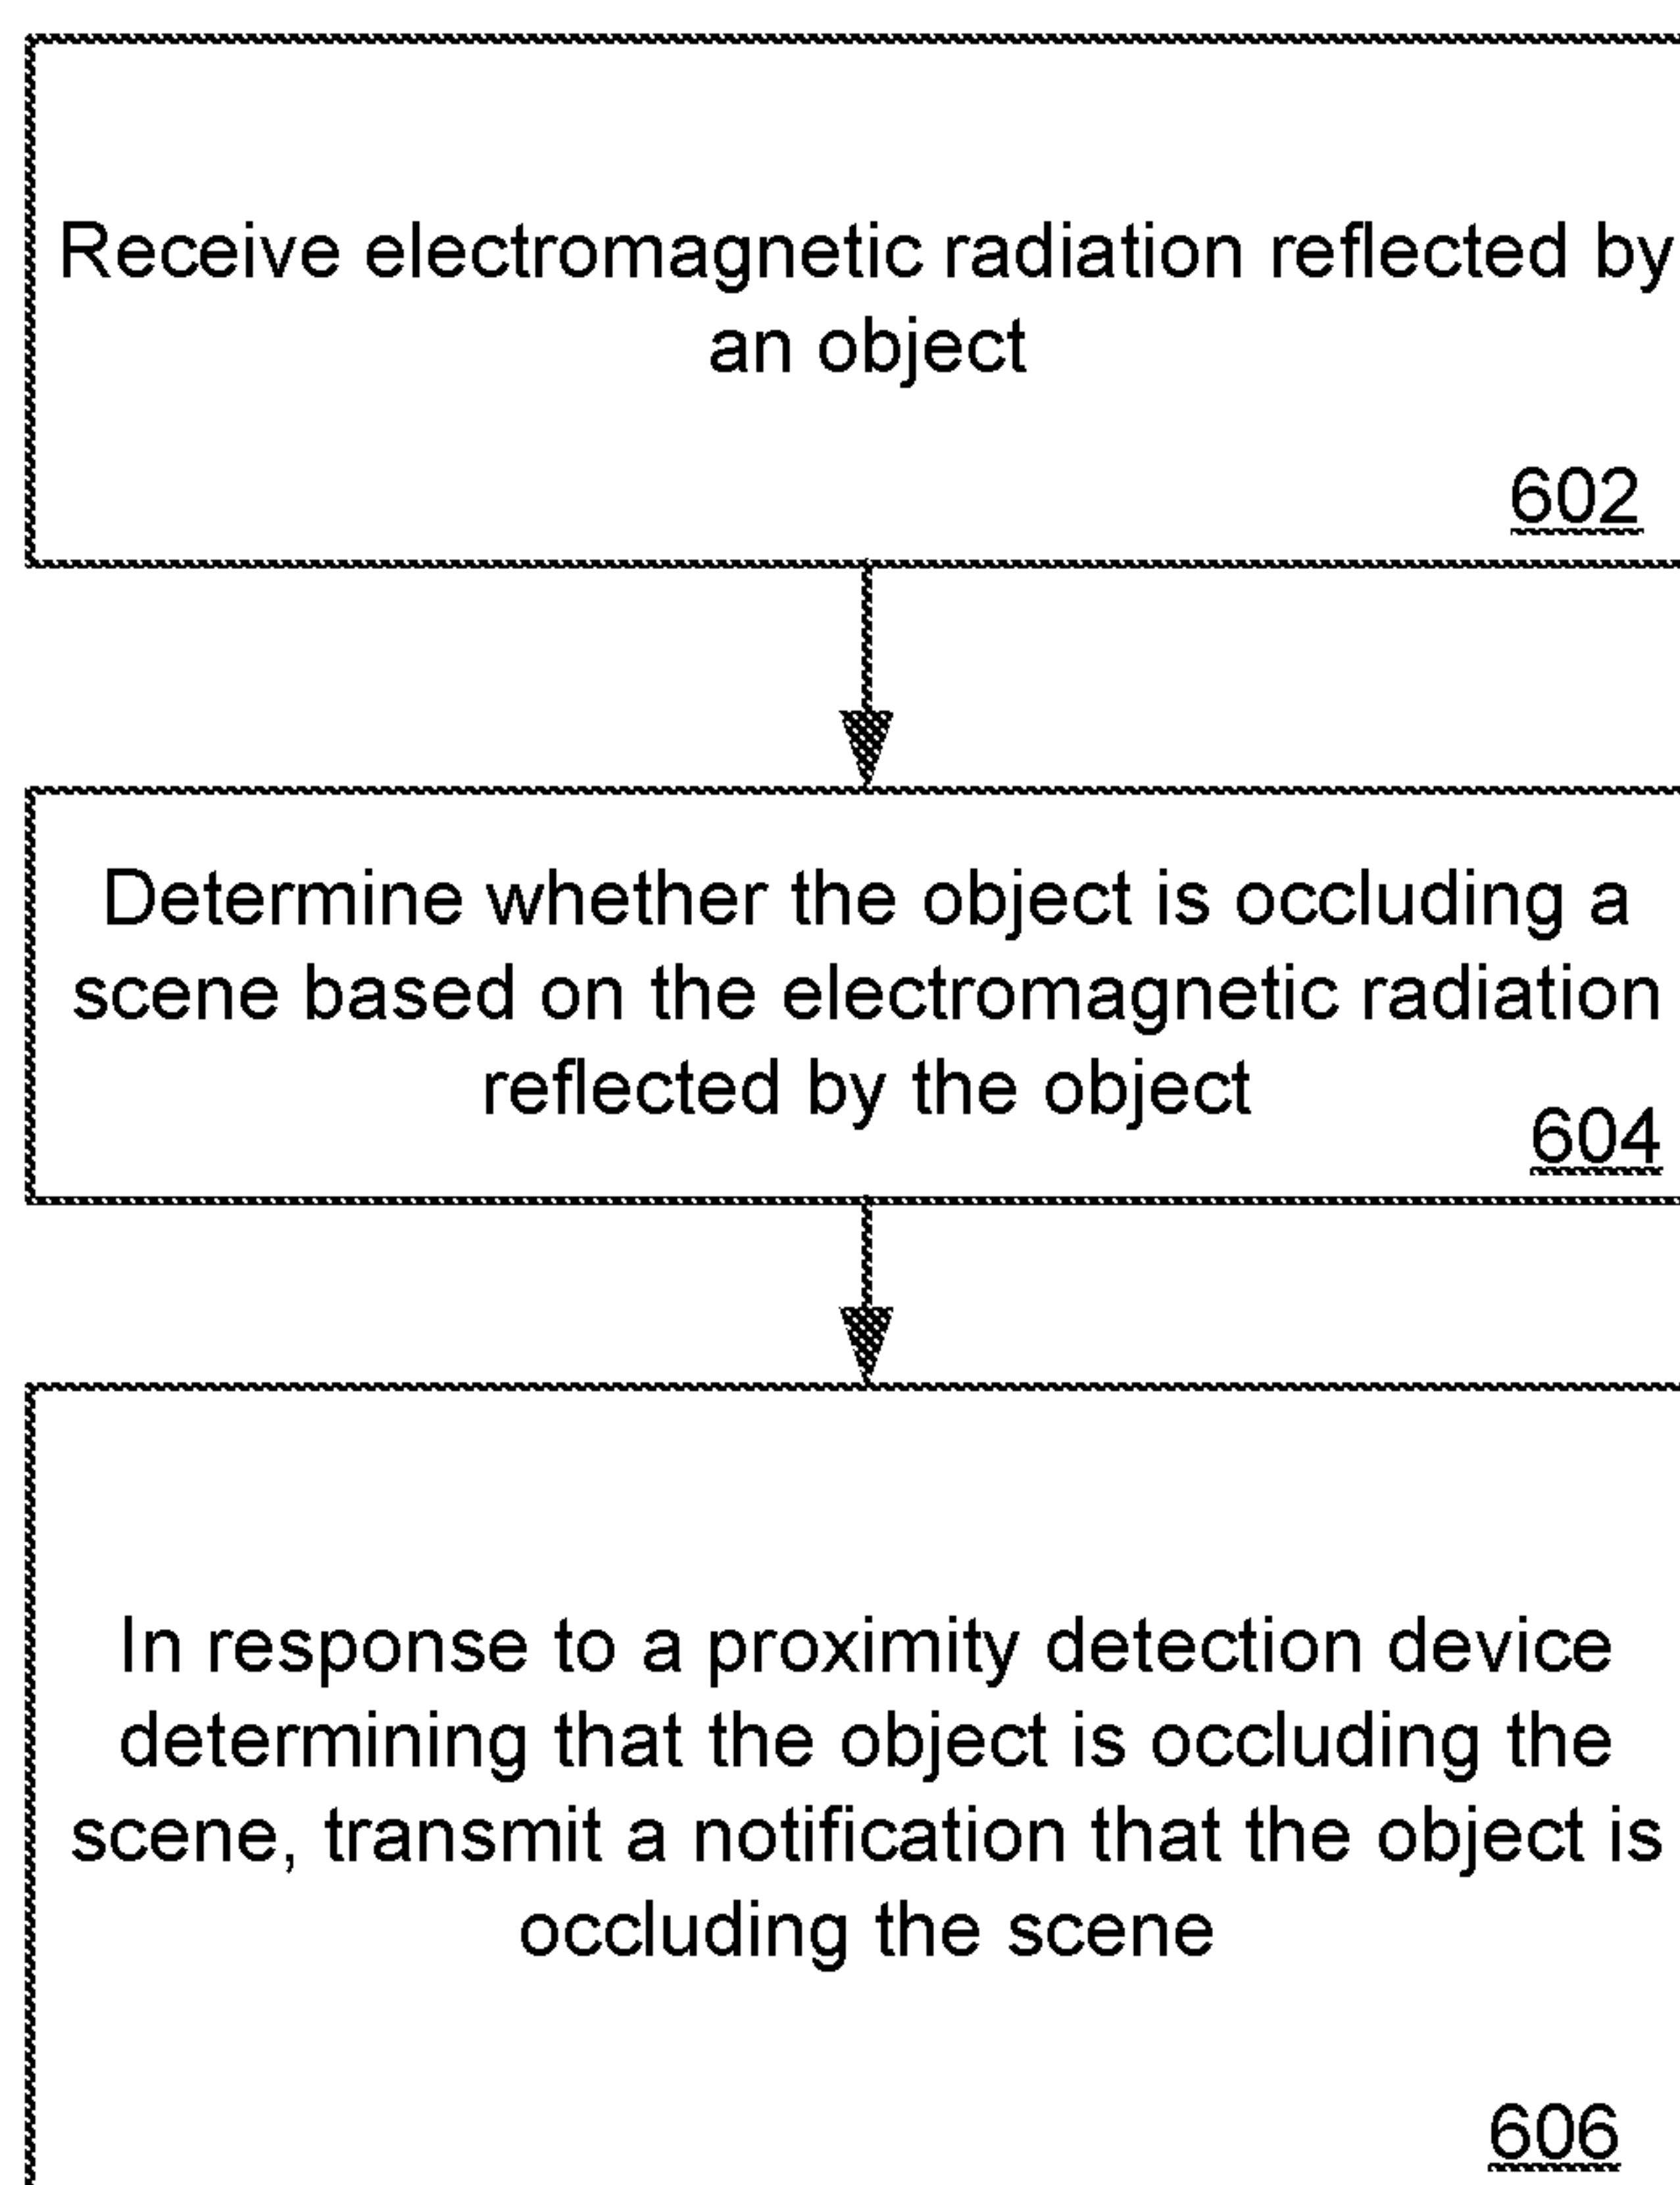 Receive electromagnetic radiation reflected by
an object
602
Determine whether the object is occluding a
scene based on the electromagnetic radiation
reflected by the object
604
In response to a proximity detection device
determining that the object is occluding the
scene, transmit a notification that the object is
occluding the scene
606